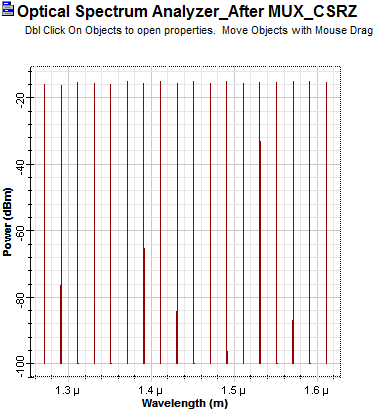 Optical Spectrum Analyzer_After MUX_CSRZ
Dbl Click On Objects to open properties. Move Objects with Mouse Drag
Power (dBm)
-20
-40
-60
-80
-100
1.3 µ 1.4 µ 1.5 µ 1.6 µ
Wavelength (m)